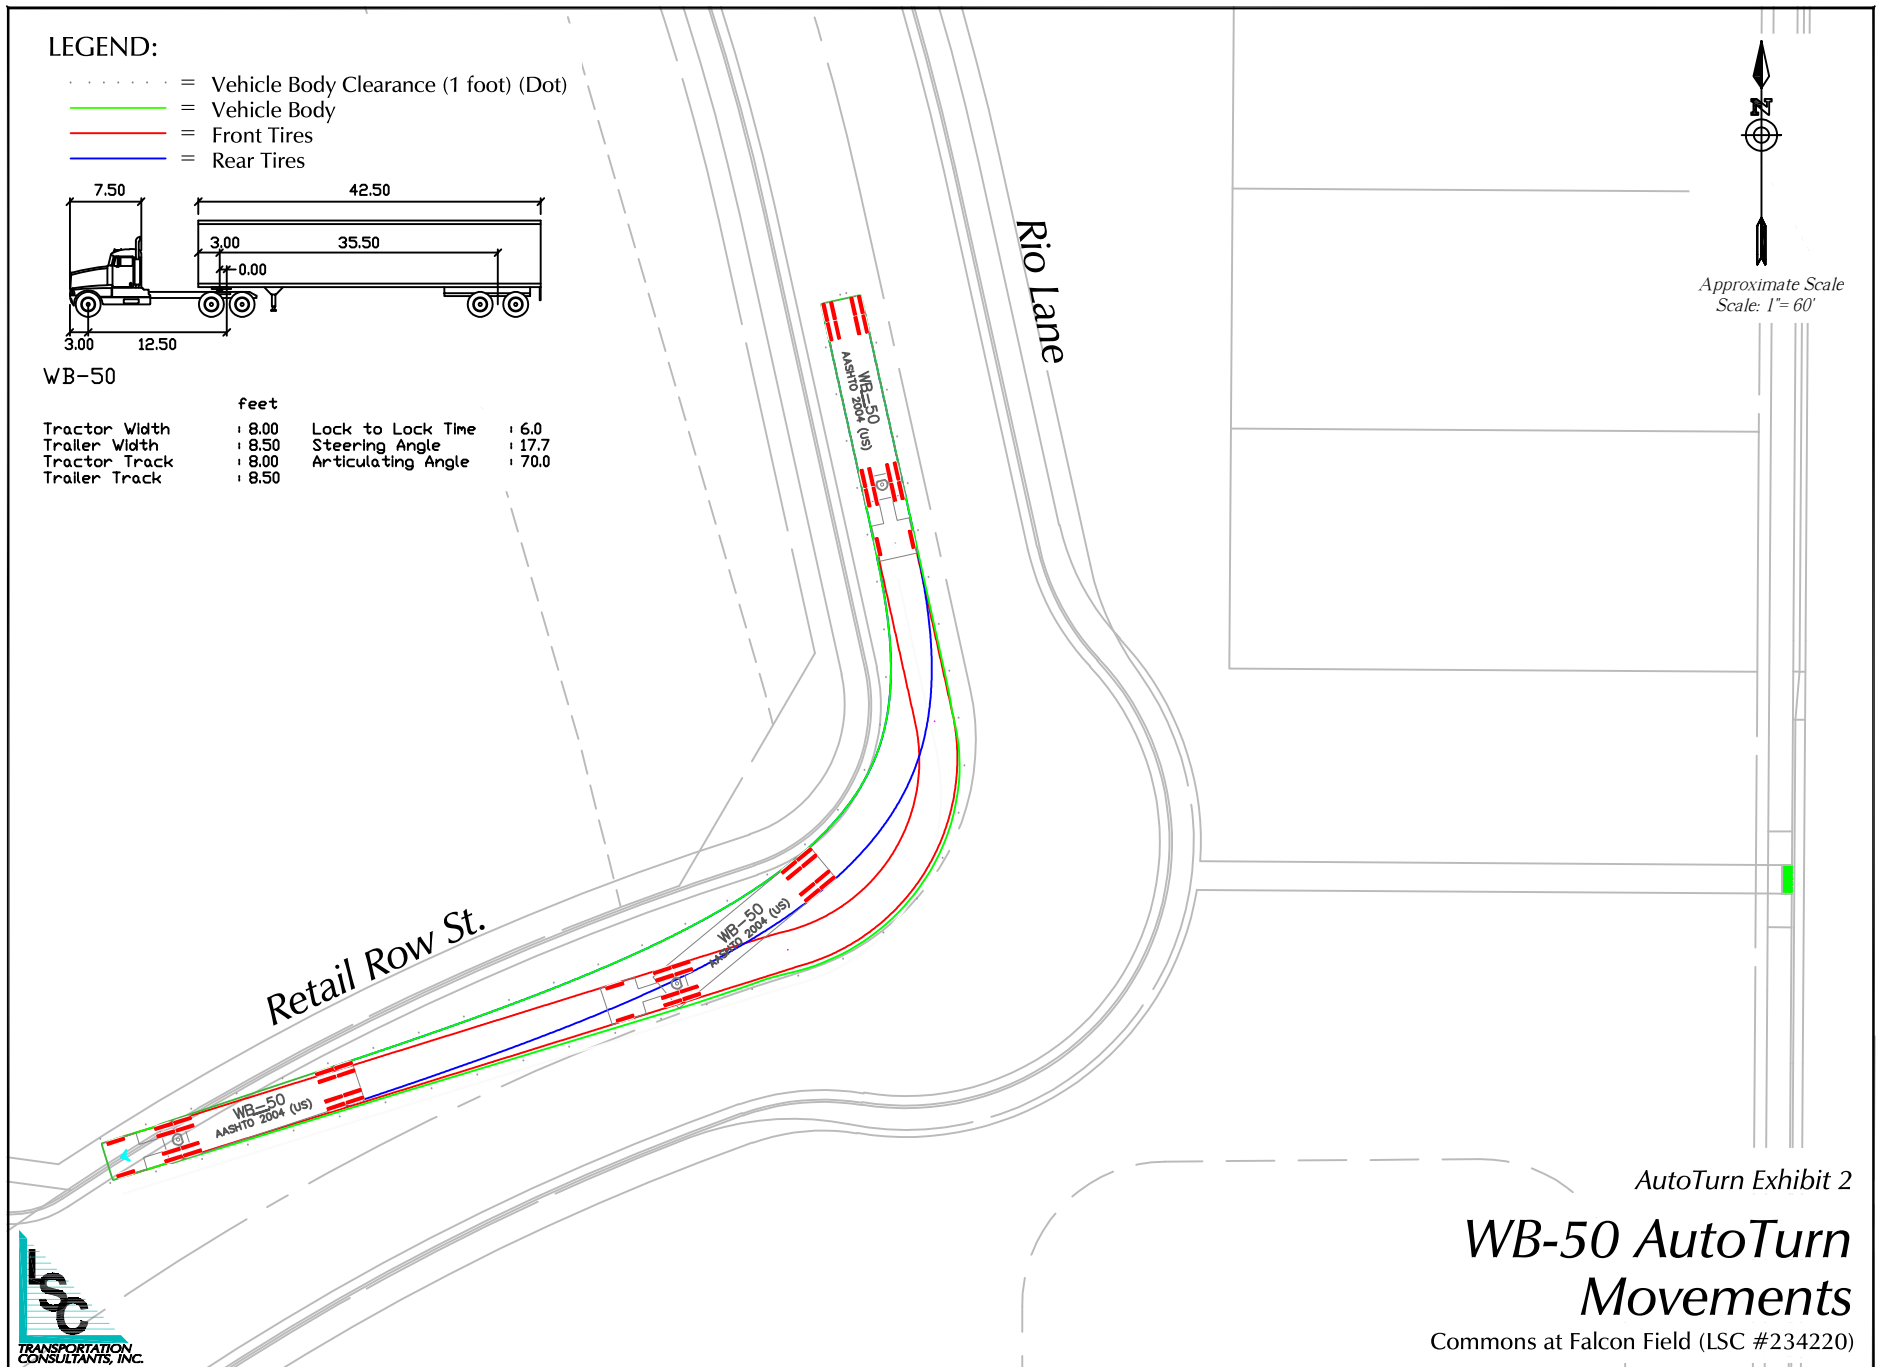 LEGEND:
= Vehicle Body Clearance (1 foot) (Dot)
= Vehicle Body
= Front Tires
= Rear Tires
7.50
42.50
3.00
35.50
0.00
3.00
12.50
WB-50
feet
Tractor Width : 8.00 Lock to Lock Time : 6.0
Trailer Width : 8.50 Steering Angle : 17.7
Tractor Track : 8.00 Articulating Angle : 70.0
Trailer Track : 8.50
N
Approximate Scale
Scale: 1"= 60'
Rio Lane
WB-50
AASHTO 2004 (US)
WB-50
AASHTO 2004 (US)
Retail Row St.
WB-50
AASHTO 2004 (US)
AutoTurn Exhibit 2
WB-50 AutoTurn
Movements
Commons at Falcon Field (LSC #234220)
LSC
TRANSPORTATION
CONSULTANTS, INC.